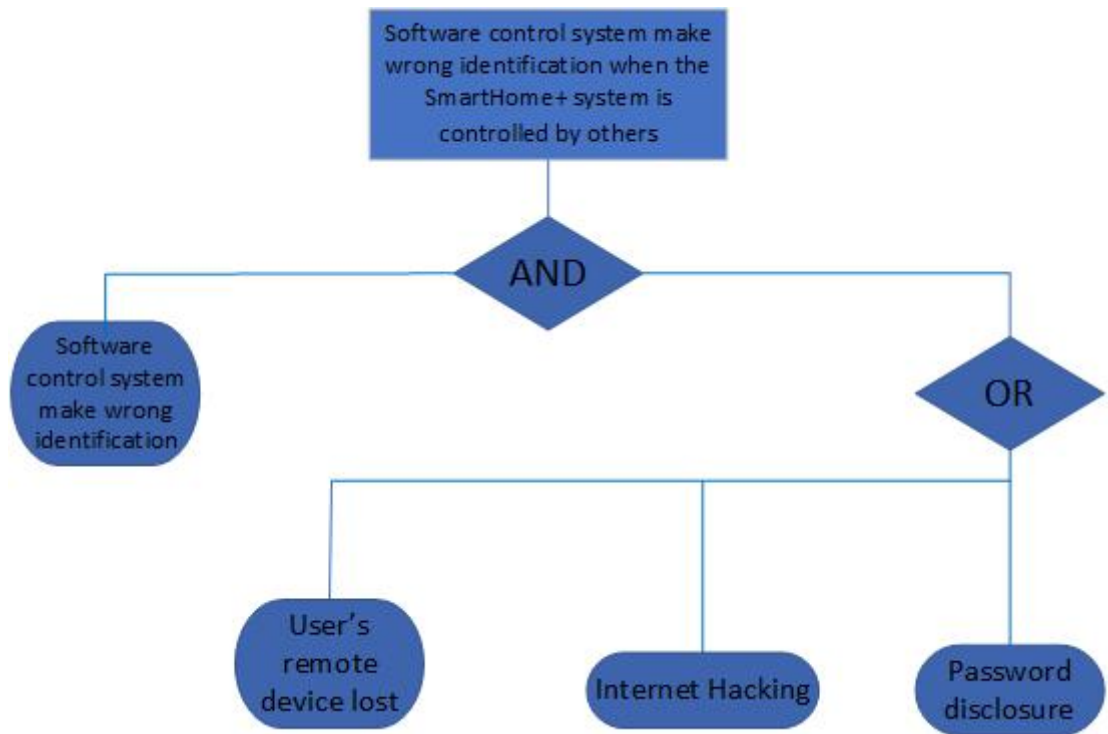 Software control system make
wrong identification when the
SmartHome+ system is
controlled by others
AND
Software
control system
make wrong
identification
OR
User's
remote
device lost
Internet Hacking
Password
disclosure